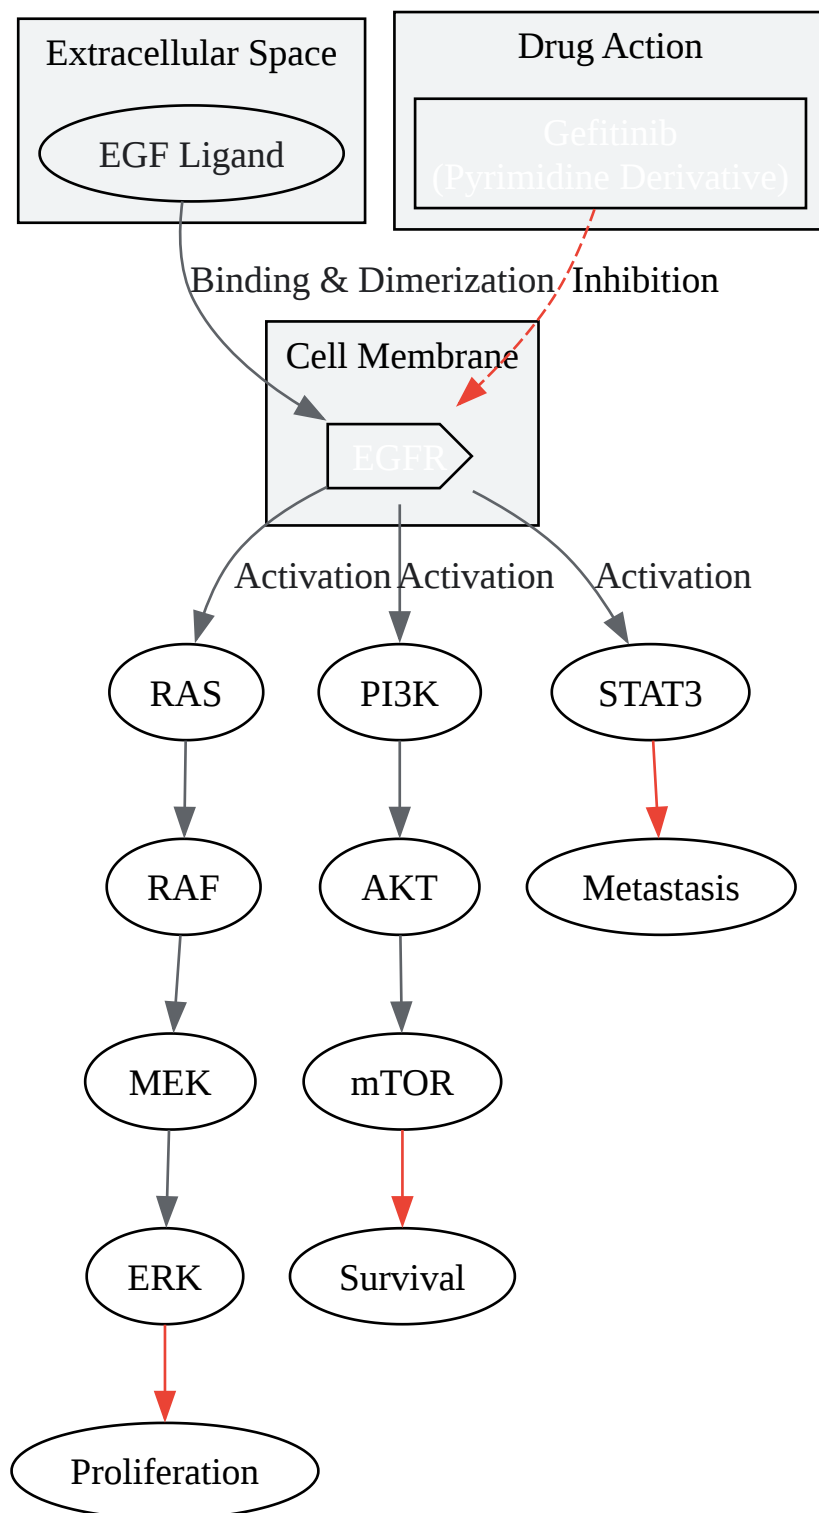 Extracellular Space
Drug Action
EGF Ligand
Gefitinib
(Pyrimidine Derivative)
Binding & Dimerization
Inhibition
Cell Membrane
EGFR
Activation
Activation
Activation
RAS
PI3K
STAT3
RAF
AKT
Metastasis
MEK
mTOR
ERK
Survival
Proliferation